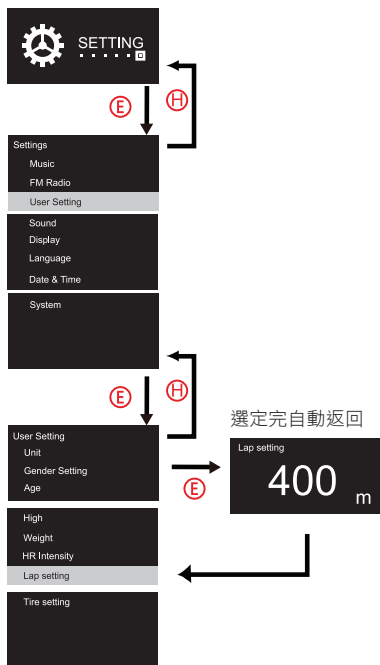 SETTING
E
H
Settings
Music
FM Radio
User Setting
Sound
Display
Language
Date & Time
System
E
H
User Setting
Unit
Gender Setting
Age
E
選定完自動返回
Lap setting
400 m
High
Weight
HR Intensity
Lap setting
Tire setting